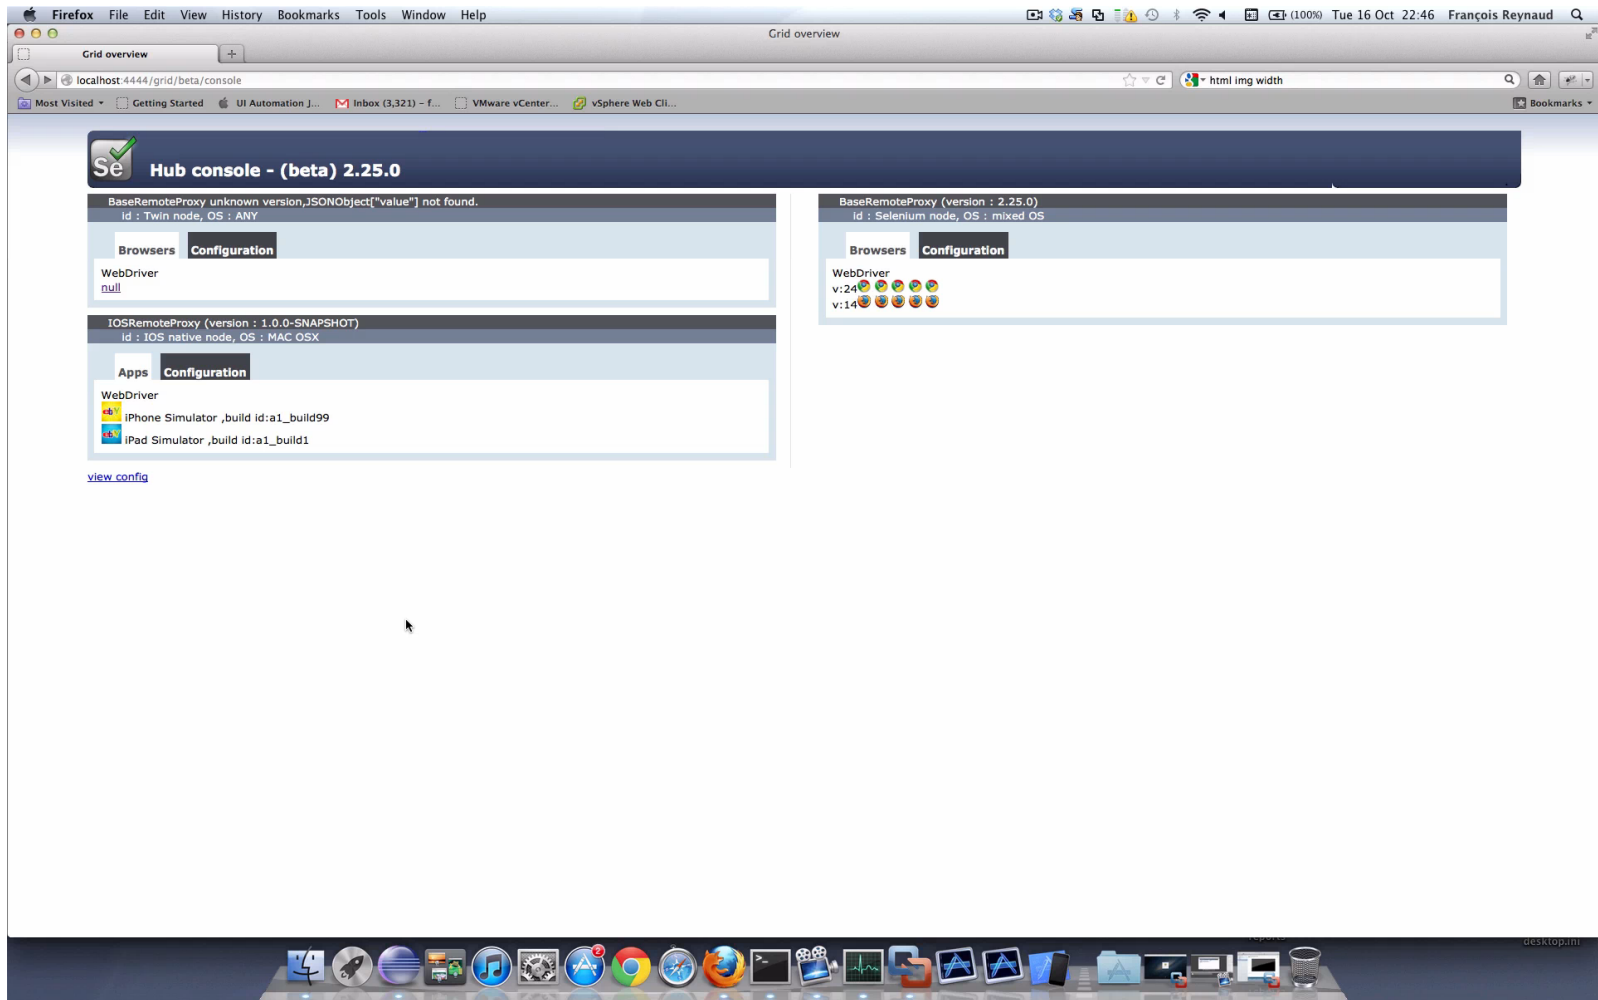 Firefox File Edit View History Bookmarks Tools Window Help
(100%) Tue 16 Oct 22:46 François Reynaud
Grid overview
Grid overview
localhost:4444/grid/beta/console
html img width
Most Visited Getting Started UI Automation J... Inbox (3,321) – f... VMware vCenter... vSphere Web Cli... Bookmarks
Se Hub console - (beta) 2.25.0
BaseRemoteProxy unknown version,JSONObject["value"] not found.
id : Twin node, OS : ANY
Browsers Configuration
WebDriver
null
IOSRemoteProxy (version : 1.0.0-SNAPSHOT)
id : IOS native node, OS : MAC OSX
Apps Configuration
WebDriver
iPhone Simulator ,build id:a1_build99
iPad Simulator ,build id:a1_build1
view config
BaseRemoteProxy (version : 2.25.0)
id : Selenium node, OS : mixed OS
Browsers Configuration
WebDriver
v:24
v:14
desktop.ini
2